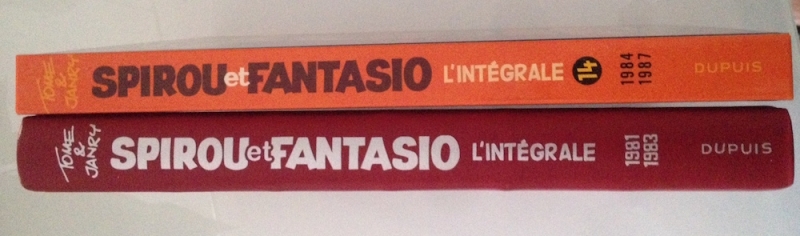 TOME
&
JANRY
SPIROU et FANTASIO L'INTÉGRALE 14
1984
1987
DUPUIS
TOME
&
JANRY
SPIROU et FANTASIO L'INTÉGRALE
1981
1983
DUPUIS